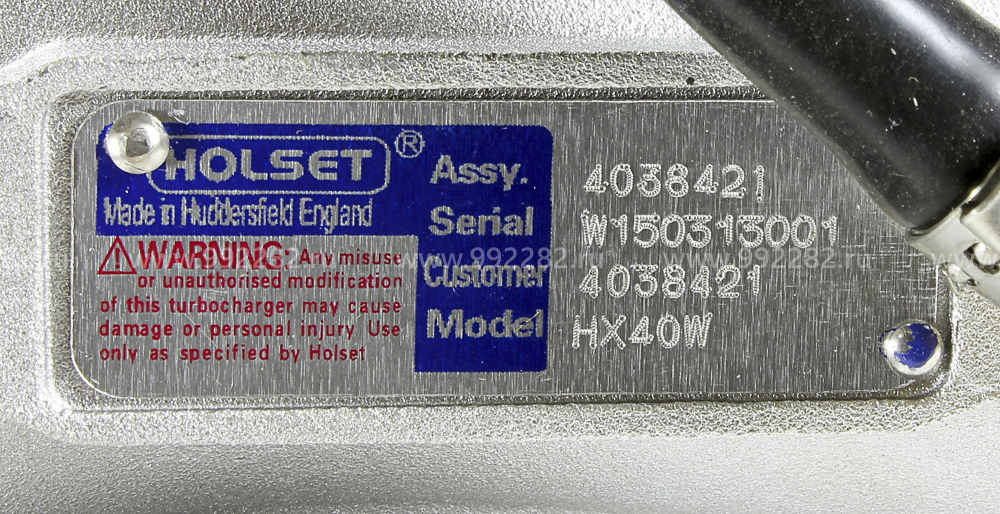 HOLSET®
Made in Huddersfield England
WARNING: Any misuse
or unauthorised modification
of this turbocharger may cause
damage or personal injury. Use
only as specified by Holset
Assy. 4038421
Serial W150313001
Customer 4038421
Model HX40W
www.992282.ru